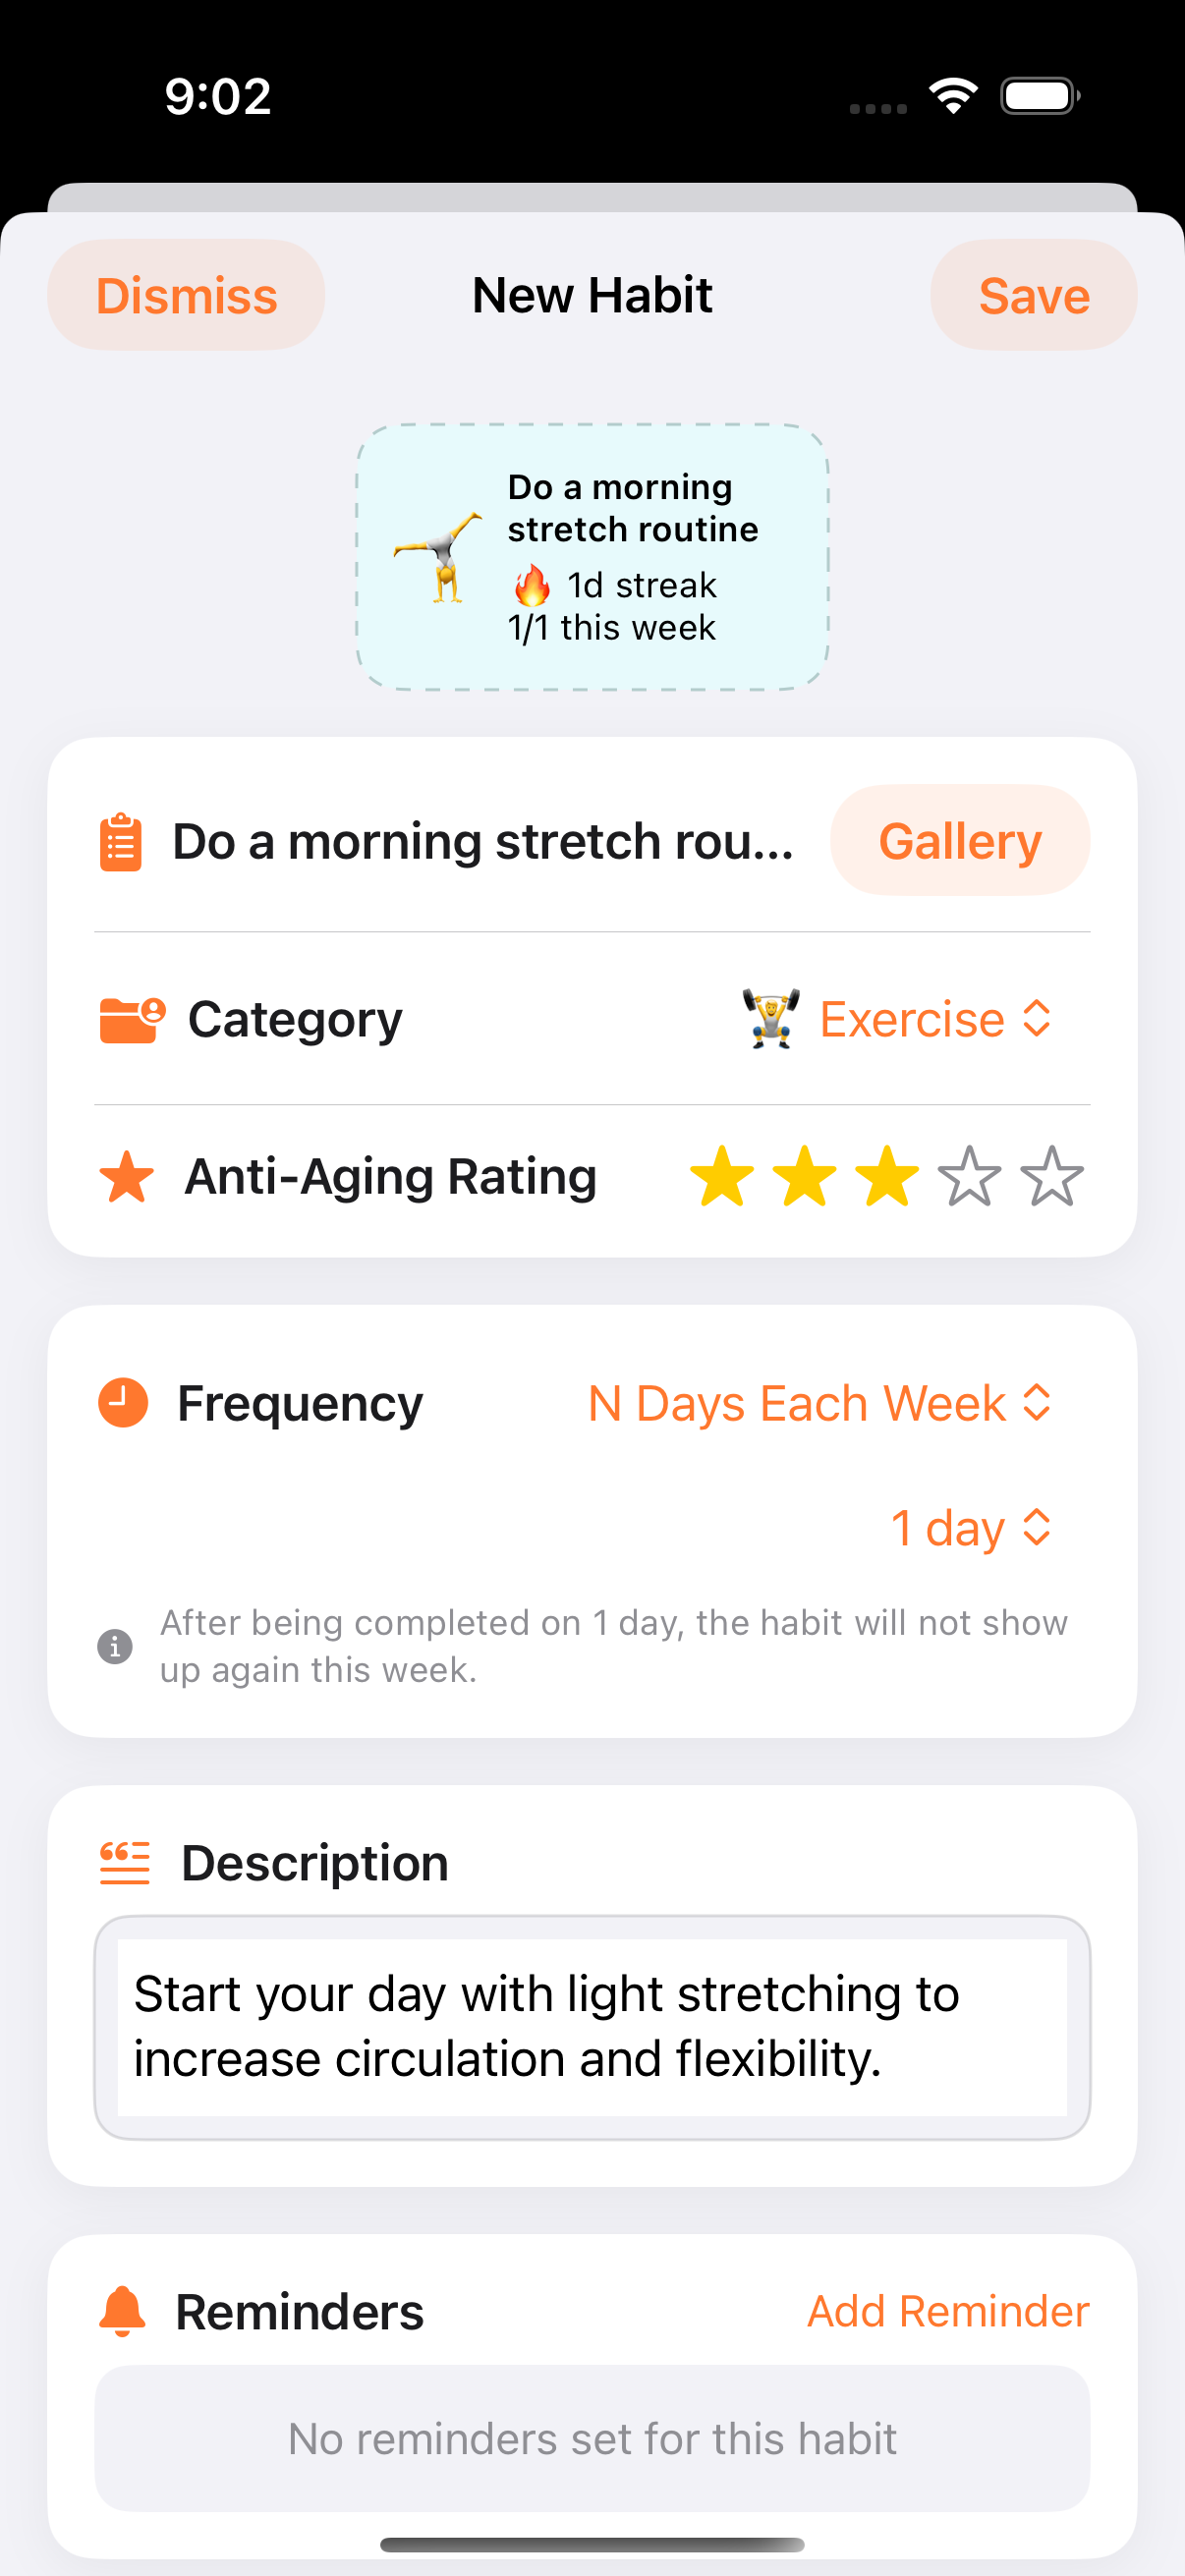 9:02
Dismiss
New Habit
Save
Do a morning
stretch routine
🔥 1d streak
1/1 this week
Do a morning stretch rou...
Gallery
Category
Exercise
Anti-Aging Rating
Frequency
N Days Each Week
1 day
After being completed on 1 day, the habit will not show
up again this week.
Description
Start your day with light stretching to
increase circulation and flexibility.
Reminders
Add Reminder
No reminders set for this habit